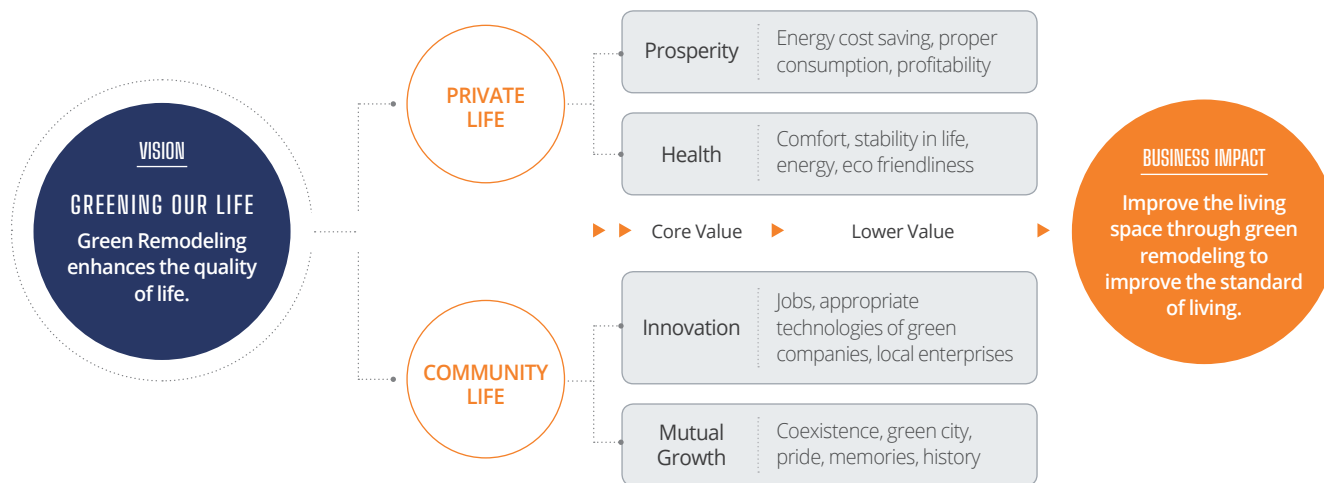 VISION
GREENING OUR LIFE
Green Remodeling
enhances the quality
of life.
PRIVATE
LIFE
Prosperity
Energy cost saving, proper
consumption, profitability
Health
Comfort, stability in life,
energy, eco friendliness
Core Value
Lower Value
COMMUNITY
LIFE
Innovation
Jobs, appropriate
technologies of green
companies, local enterprises
Mutual
Growth
Coexistence, green city,
pride, memories, history
BUSINESS IMPACT
Improve the living
space through green
remodeling to
improve the standard
of living.